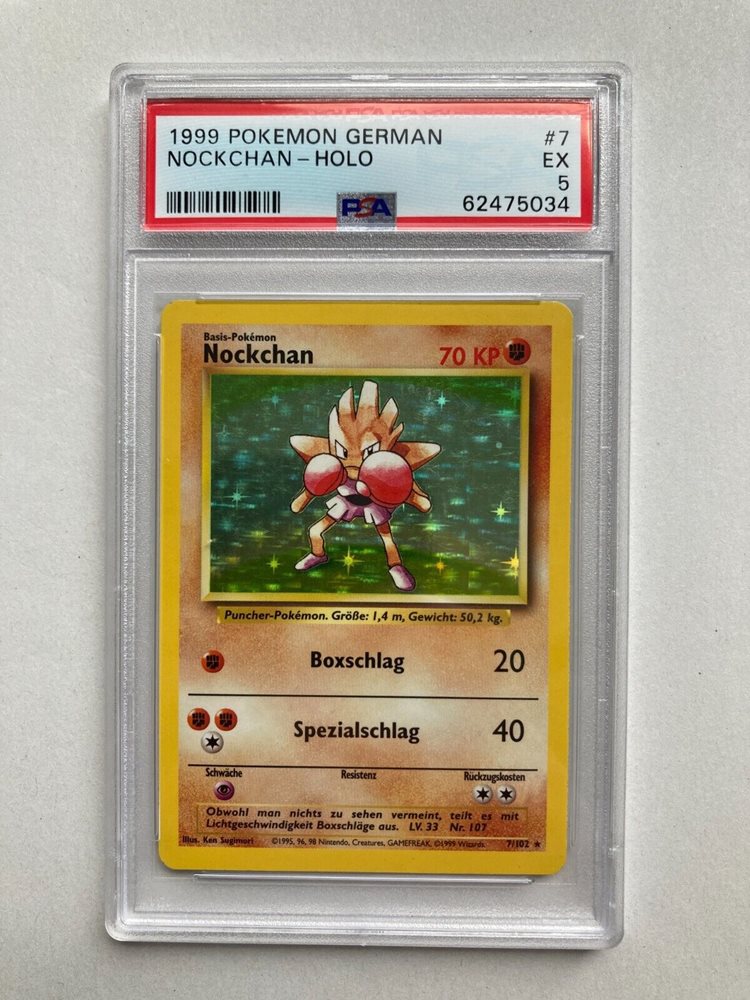 1999 POKEMON GERMAN #7
NOCKCHAN - HOLO EX
5
PSA 62475034
Basis-Pokémon
Nockchan 70 KP
Puncher-Pokémon. Größe: 1,4 m, Gewicht: 50,2 kg.
Boxschlag 20
Spezialschlag 40
Schwäche Resistenz Rückzugskosten
Obwohl man nichts zu sehen vermeint, teilt es mit
Lichtgeschwindigkeit Boxschläge aus. LV. 33 Nr. 107
Illus. Ken Sugimori ©1995, 96, 98 Nintendo, Creatures, GAMEFREAK, ©1999 Wizards. 7/102 ★